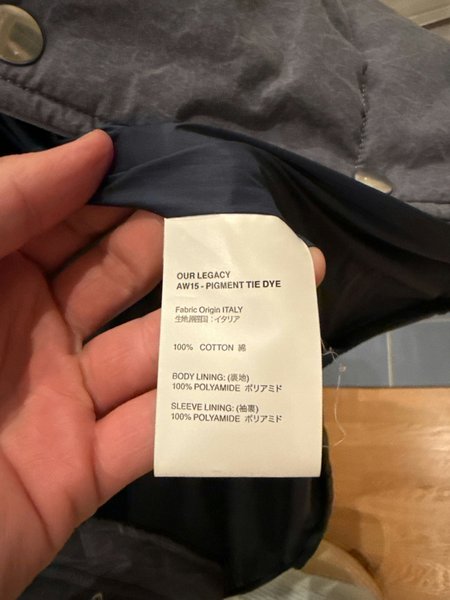 OUR LEGACY
AW15 - PIGMENT TIE DYE
Fabric Origin ITALY
生地原産国：イタリア
100% COTTON 綿
BODY LINING: (裏地)
100% POLYAMIDE ポリアミド
SLEEVE LINING: (袖裏)
100% POLYAMIDE ポリアミド